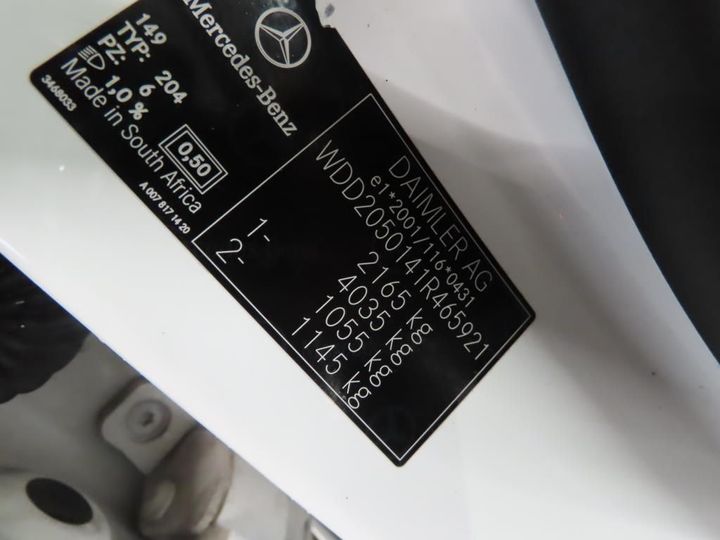 Mercedes-Benz
DAIMLER AG
e1*2001/116*0431
WDD2050141R465921
2165 kg
4035 kg
1- 1055 kg
2- 1145 kg
149
TYP: 204
PZ: 6
1,0 %
3468033
Made in South Africa
0,50
A 007 817 14 20